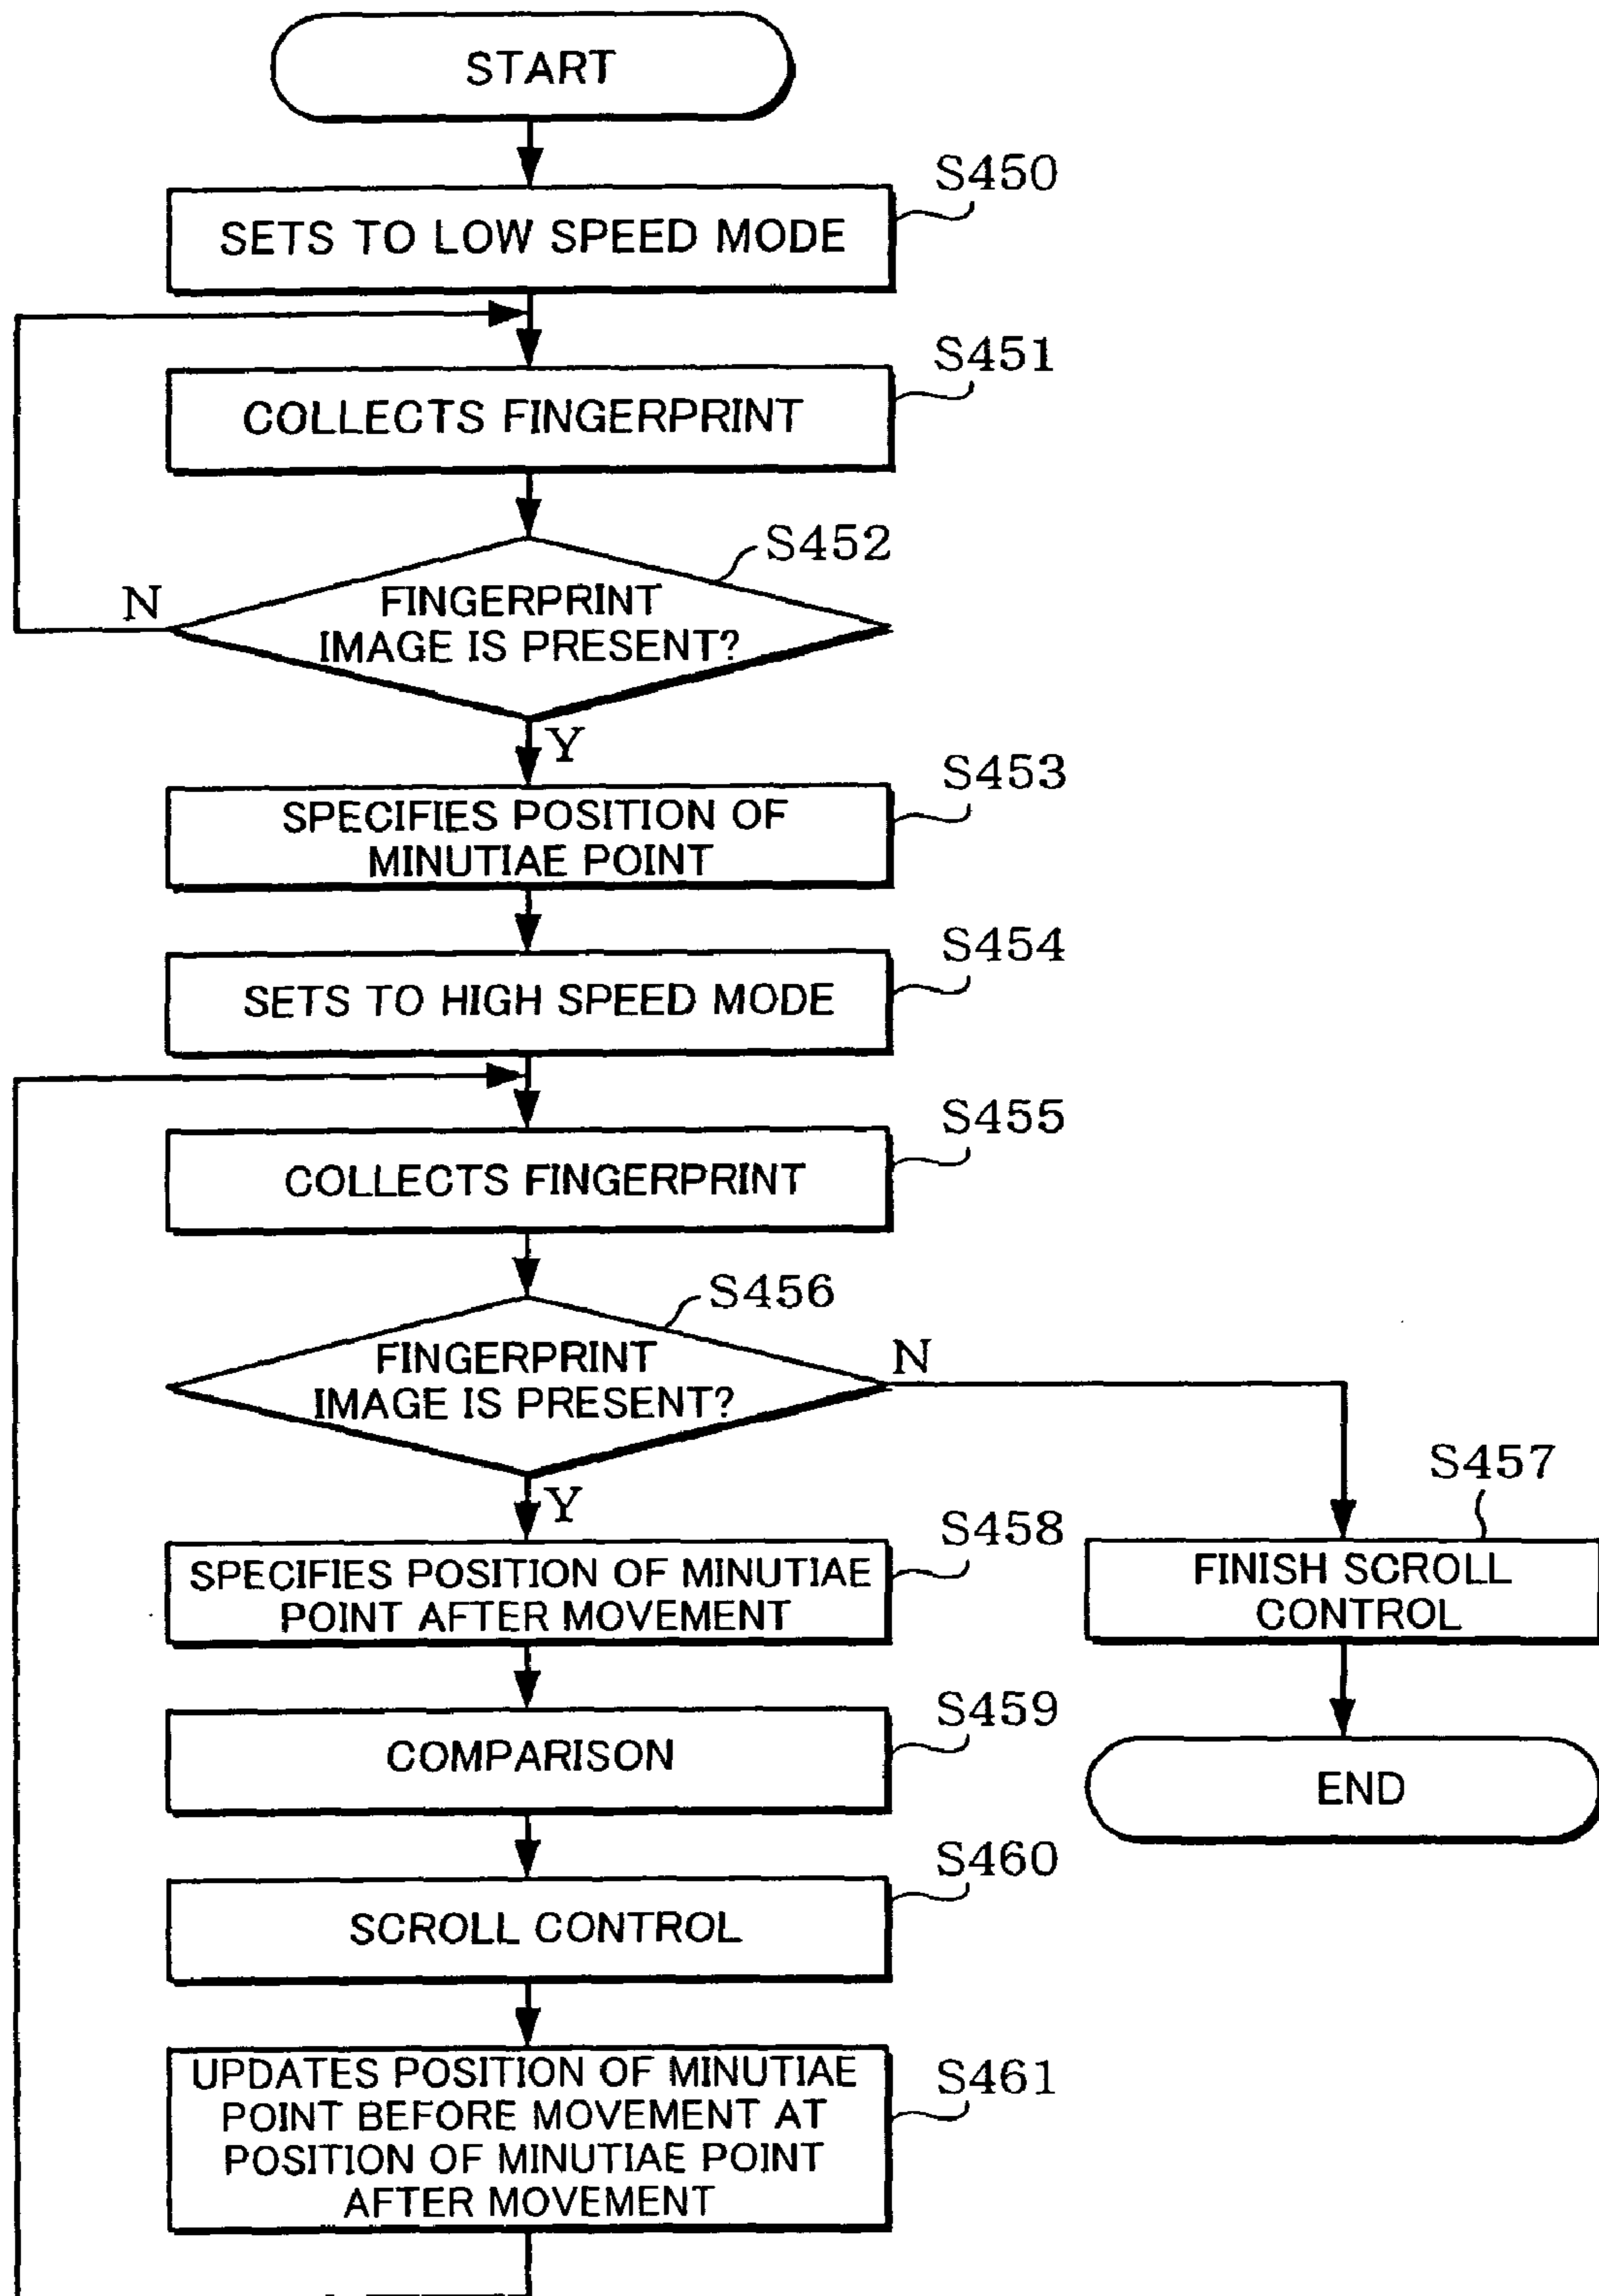 START
S450
SETS TO LOW SPEED MODE
S451
COLLECTS FINGERPRINT
S452
N
FINGERPRINT
IMAGE IS PRESENT?
Y
S453
SPECIFIES POSITION OF
MINUTIAE POINT
S454
SETS TO HIGH SPEED MODE
S455
COLLECTS FINGERPRINT
S456
FINGERPRINT
IMAGE IS PRESENT?
N
Y
S457
FINISH SCROLL
CONTROL
END
S458
SPECIFIES POSITION OF MINUTIAE
POINT AFTER MOVEMENT
S459
COMPARISON
S460
SCROLL CONTROL
S461
UPDATES POSITION OF MINUTIAE
POINT BEFORE MOVEMENT AT
POSITION OF MINUTIAE POINT
AFTER MOVEMENT